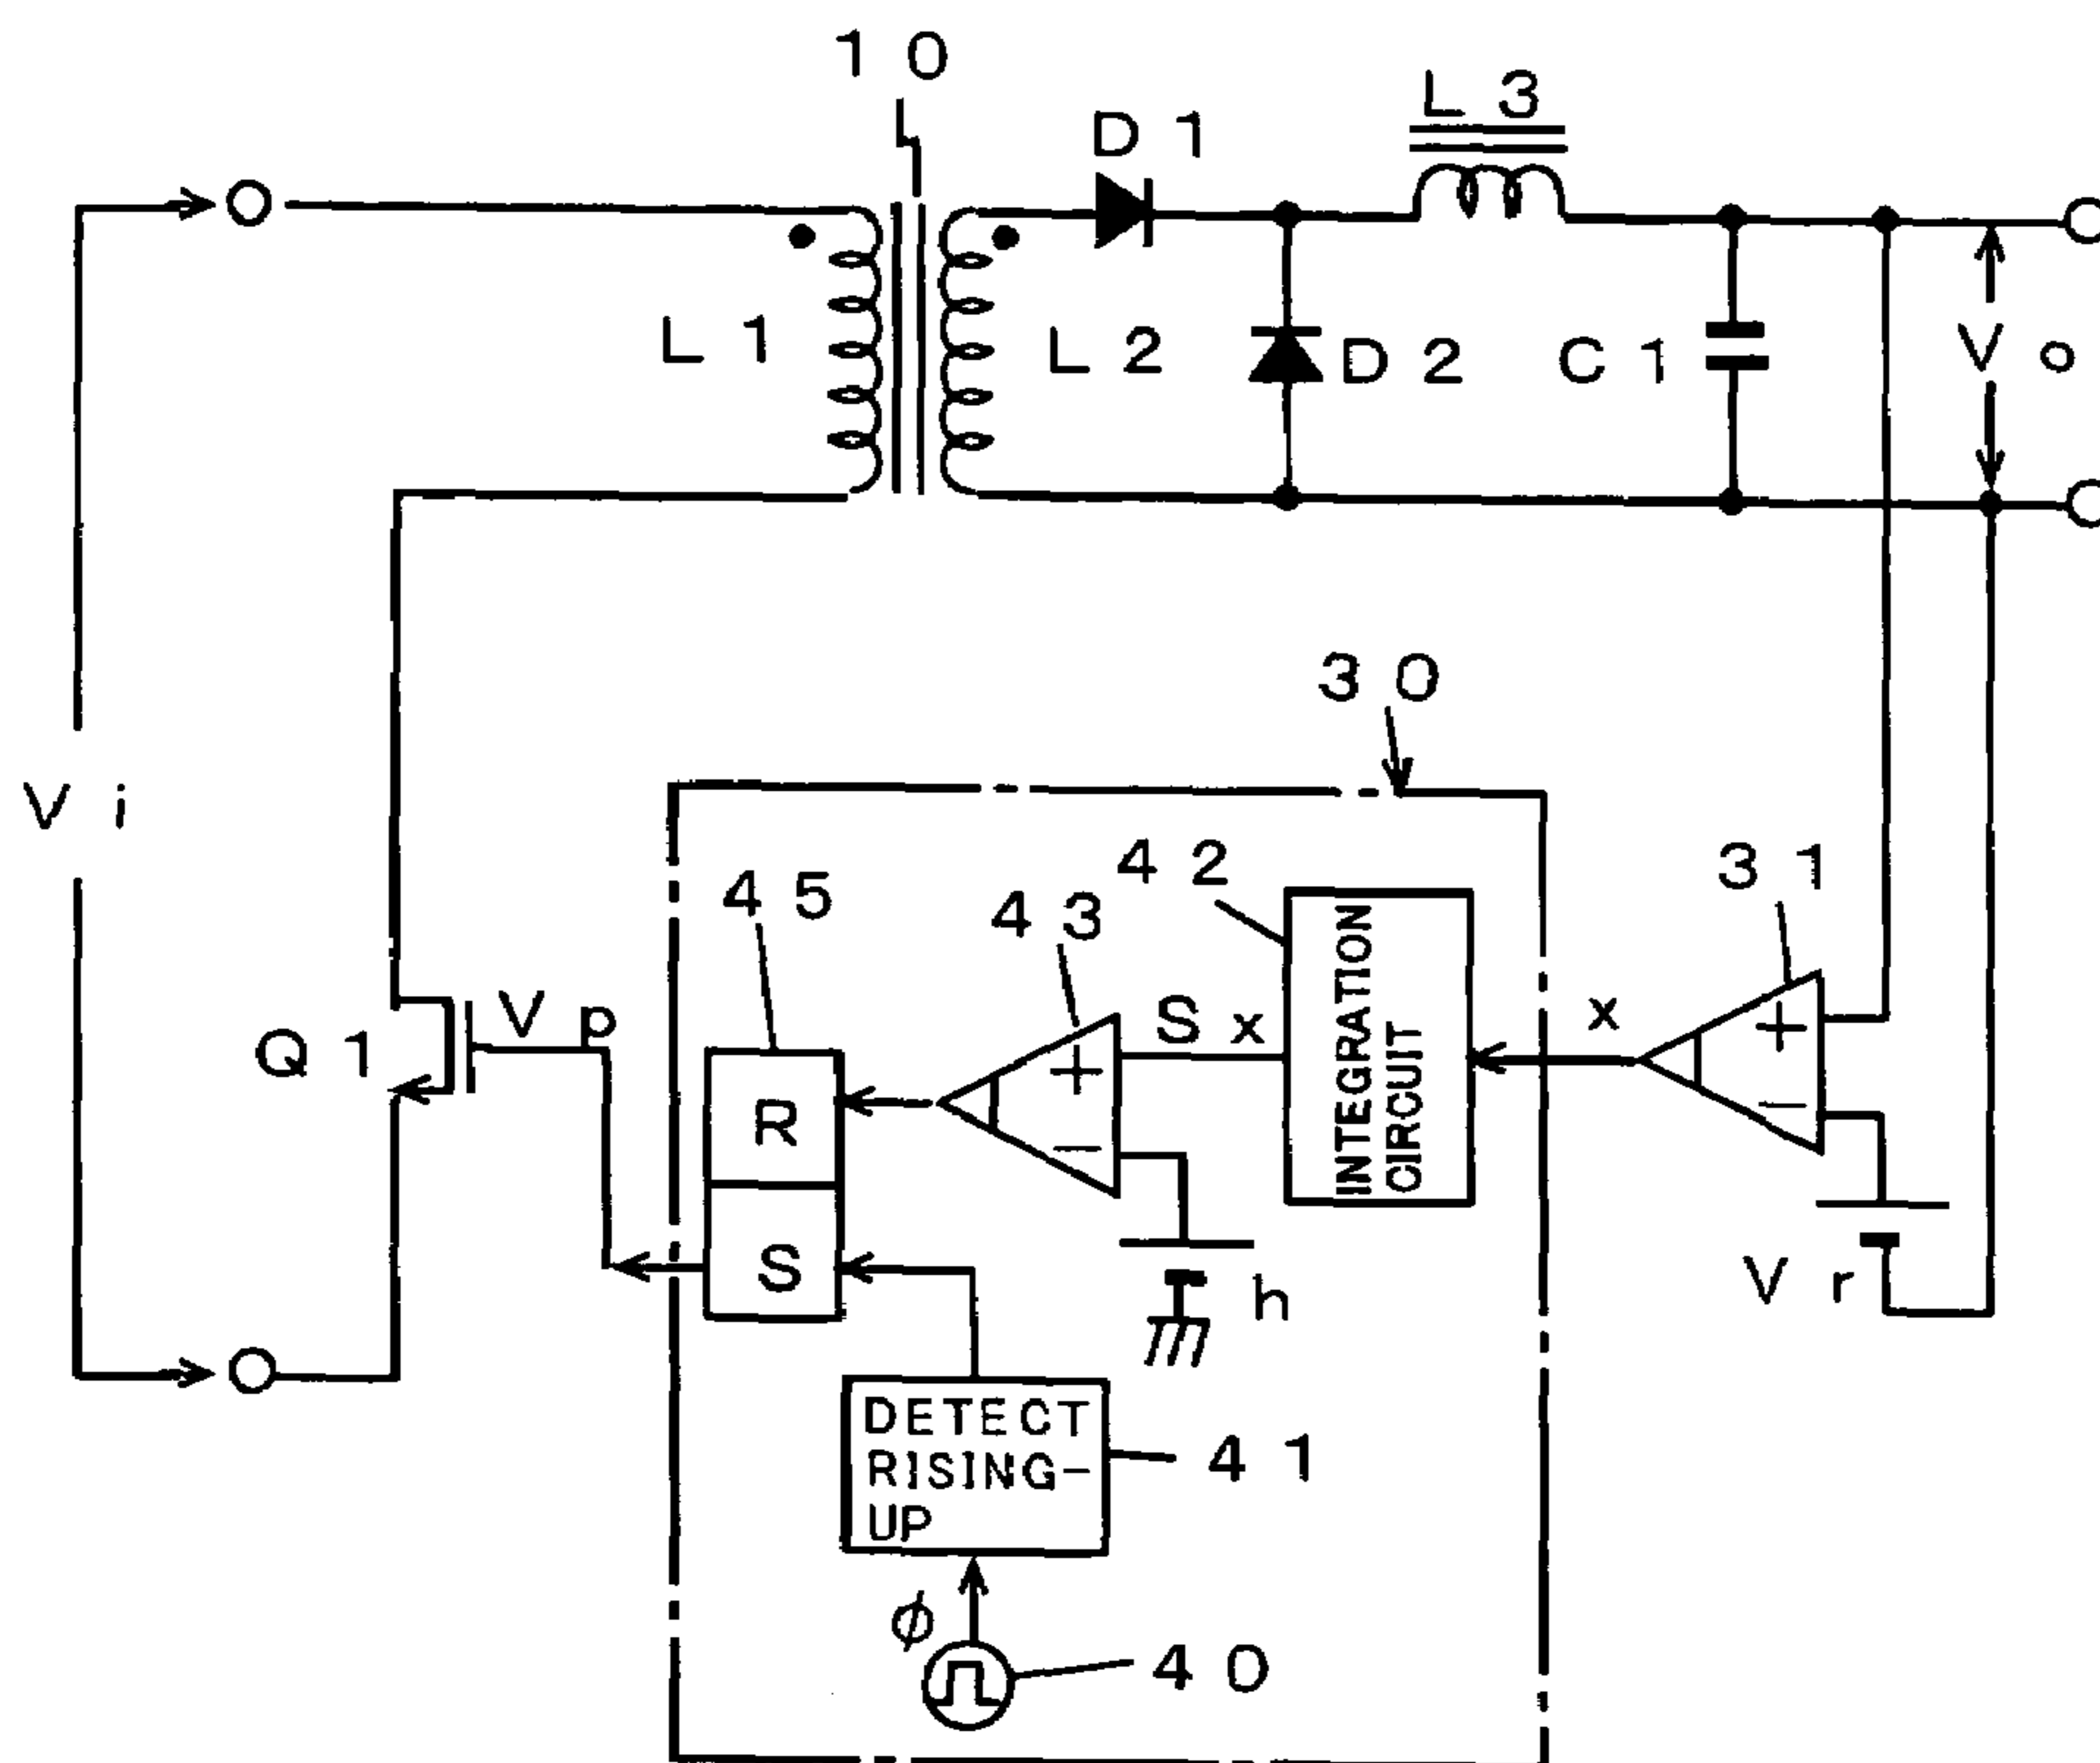 10
D1
L3
L1
L2
D2
C1
Vo
30
Vi
45
43
42
31
Q1
Vp
R
S
Sx
INTEGRATION
CIRCUIT
x
+
−
+
−
h
Vr
DETECT
RISING-
UP
41
ϕ
40